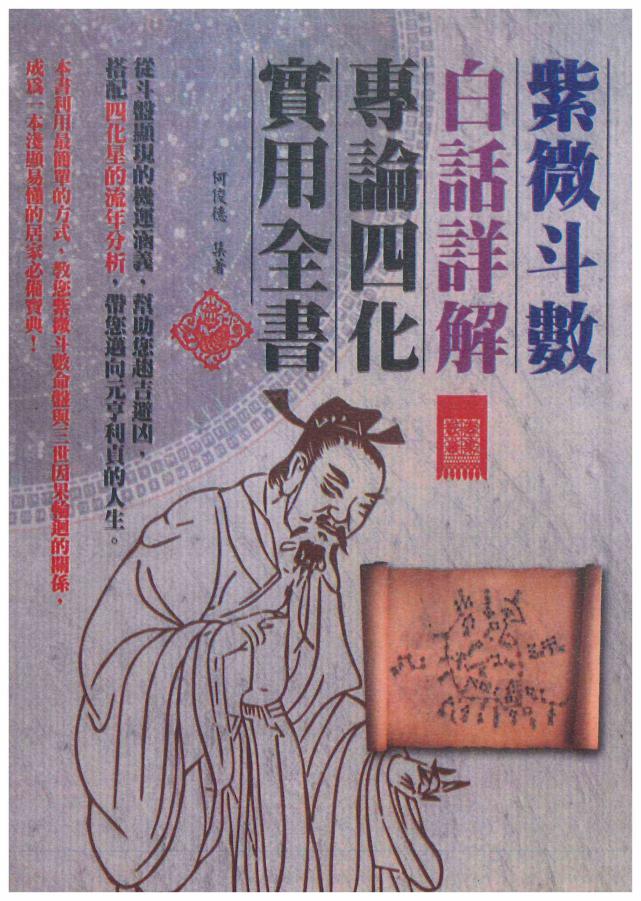 紫微斗數
白話詳解
專論四化
實用全書
何俊德 集著
從斗盤顯現的機運涵義，幫助您趨吉避凶，
搭配四化星的流年分析，帶您邁向元亨利貞的人生。
本書利用最簡單的方式，教您紫微斗數命盤與三世因果輪迴的關係，
成為一本淺顯易懂的居家必備寶典！